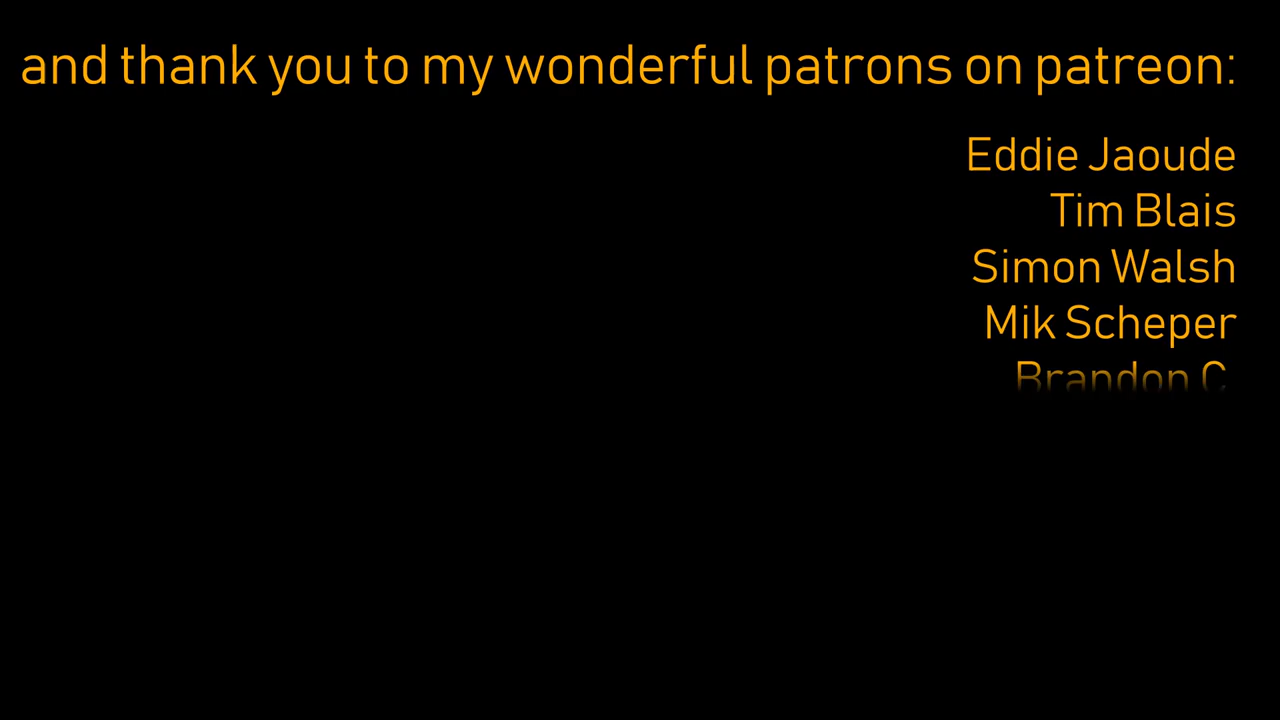 and thank you to my wonderful patrons on patreon:
Eddie Jaoude
Tim Blais
Simon Walsh
Mik Scheper
Brandon C